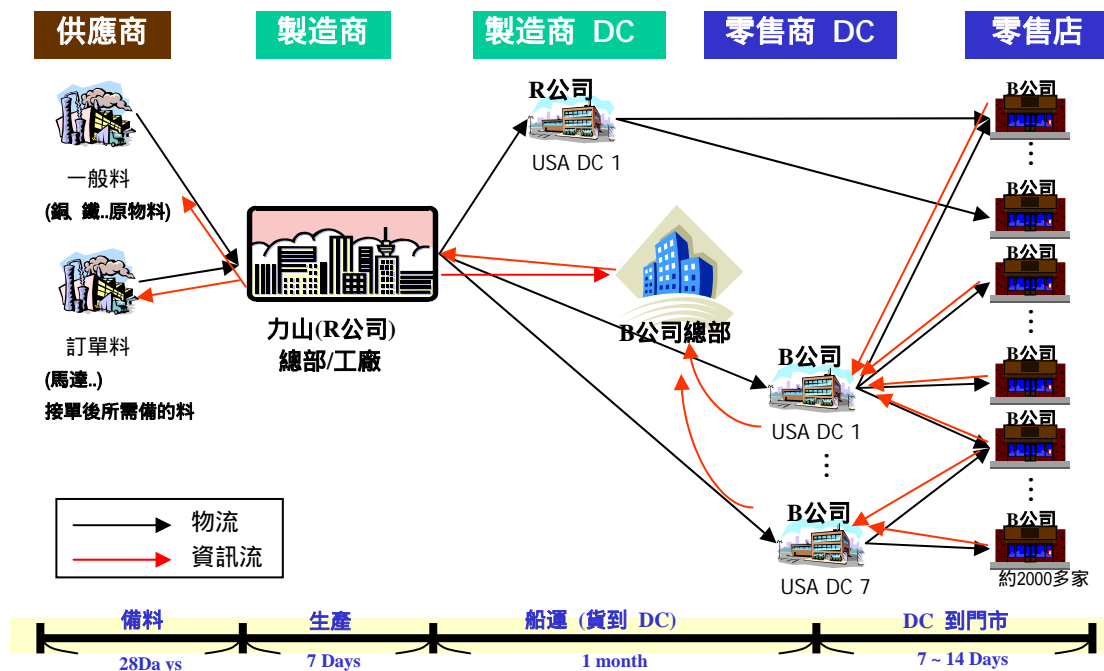 供應商
製造商
製造商 DC
零售商 DC
零售店
一般料
(銅、鐵..原物料)
訂單料
(馬達..)
接單後所需備的料
力山(R公司)
總部/工廠
R公司
USA DC 1
B公司總部
B公司
USA DC 1
⋮
B公司
USA DC 7
B公司
⋮
B公司
B公司
⋮
B公司
B公司
⋮
B公司
約2000多家
物流
資訊流
備料
生產
船運 (貨到 DC)
DC 到門市
28Da ys
7 Days
1 month
7 ~ 14 Days